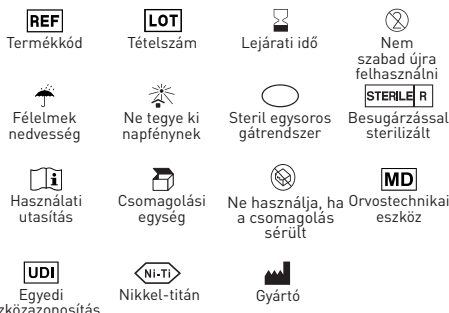 REF
LOT
Termékkód
Tételszám
Lejárati idő
Nem
szabad újra
felhasználni
STERILE R
Félelmek
nedvesség
Ne tegye ki
napfénynek
Steril egysoros
gátrendszer
Besugárzással
sterilizált
i
MD
Használati
utasítás
Csomagolási
egység
Ne használja, ha
a csomagolás
sérült
Orvostechnikai
eszköz
UDI
Ni-Ti
Egyedi
zközazonosítás
Nikkel-titán
Gyártó